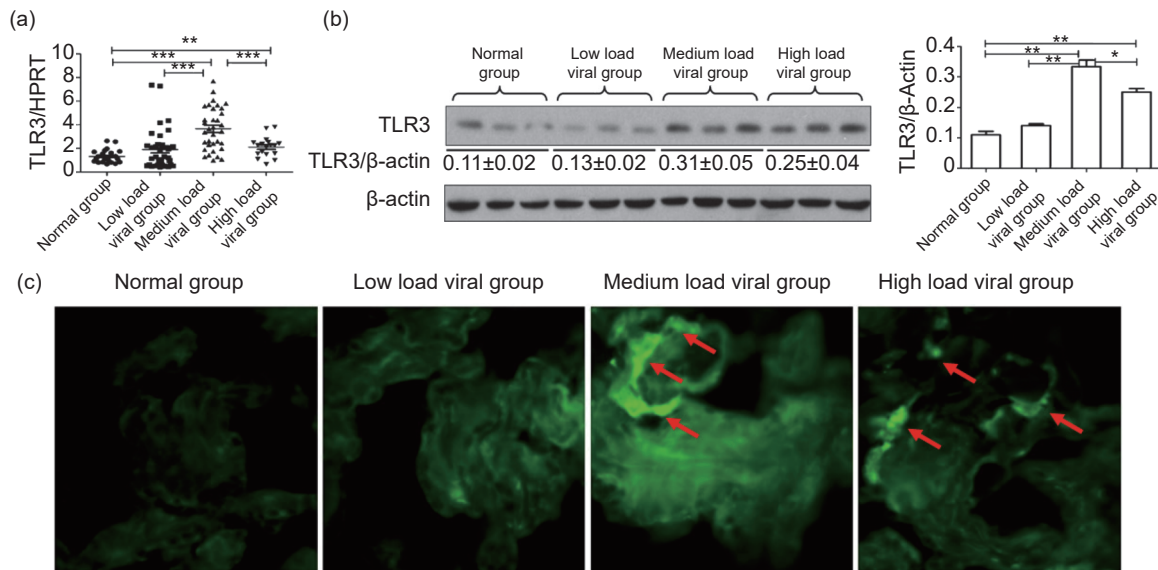 (a)
TLR3/HPRT
10
8
6
4
2
0
**
***
***
***
Normal group
Low load
viral group
Medium load
viral group
High load
viral group
(b)
Normal
group
Low load
viral group
Medium load
viral group
High load
viral group
TLR3
TLR3/β-actin
0.11±0.02 0.13±0.02 0.31±0.05 0.25±0.04
β-actin
TLR3/β-Actin
0.4
0.3
0.2
0.1
0
**
**
**
*
Normal group
Low load
viral group
Medium load
viral group
High load
viral group
(c)
Normal group
Low load viral group
Medium load viral group
High load viral group